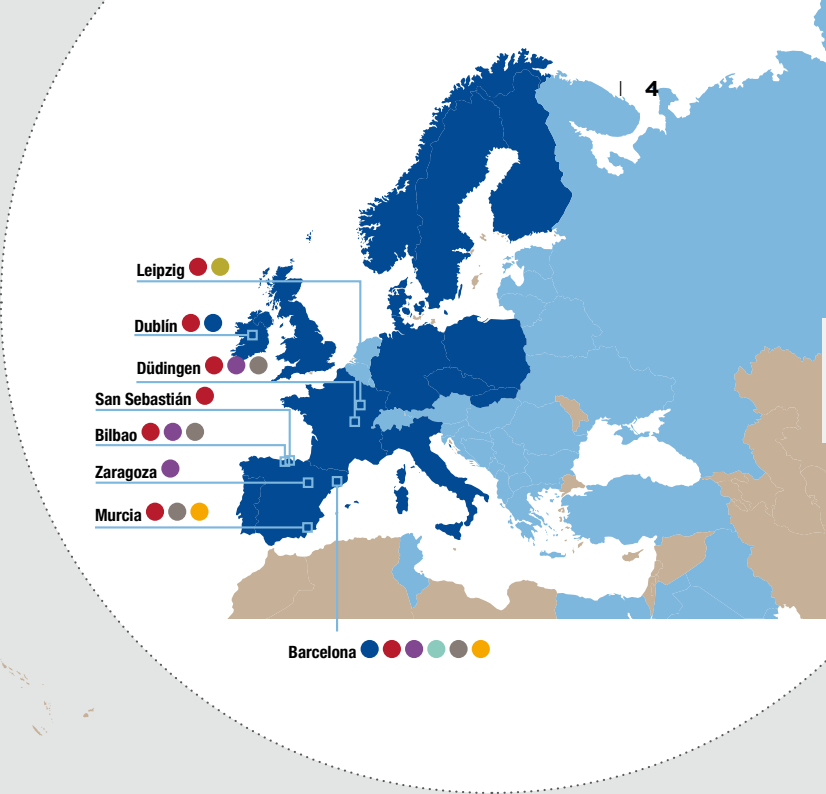 4
Leipzig
Dublín
Düdingen
San Sebastián
Bilbao
Zaragoza
Murcia
Barcelona